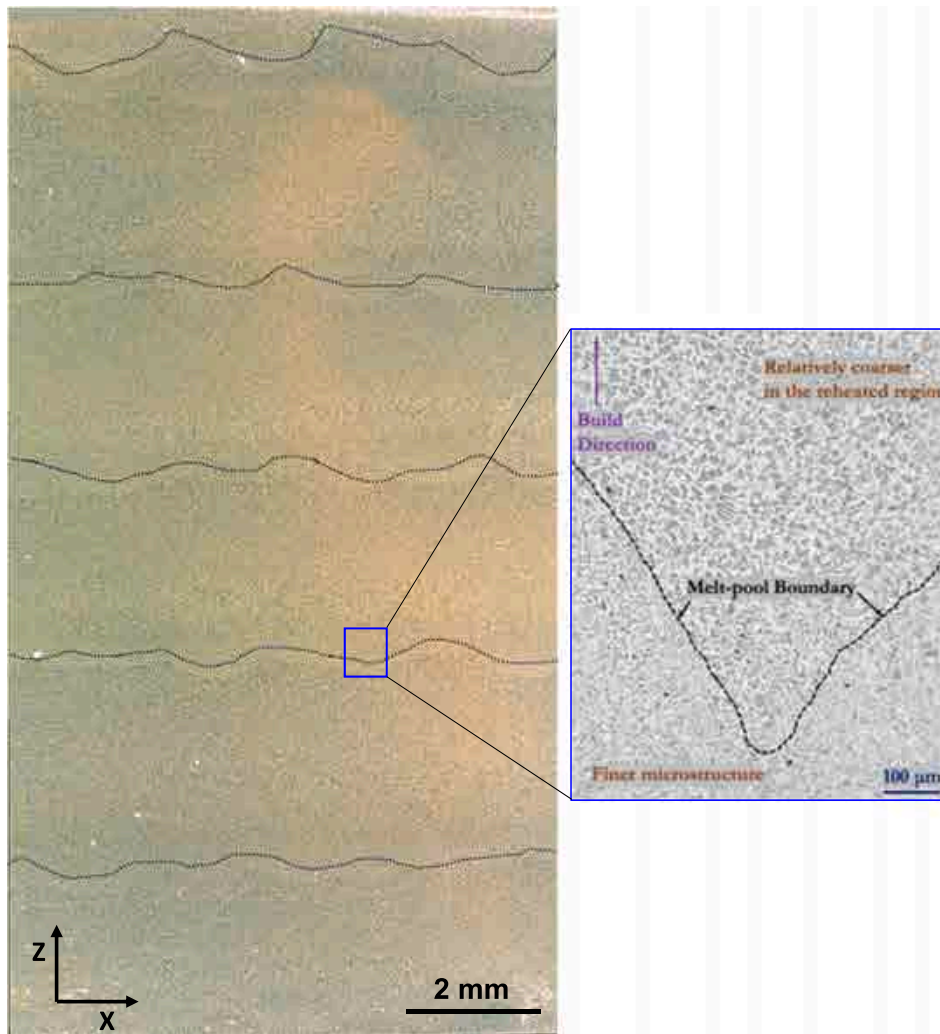 Relatively coarser
in the reheated region
Build
Direction
Melt-pool Boundary
Finer microstructure
100 µm
Z
X
2 mm